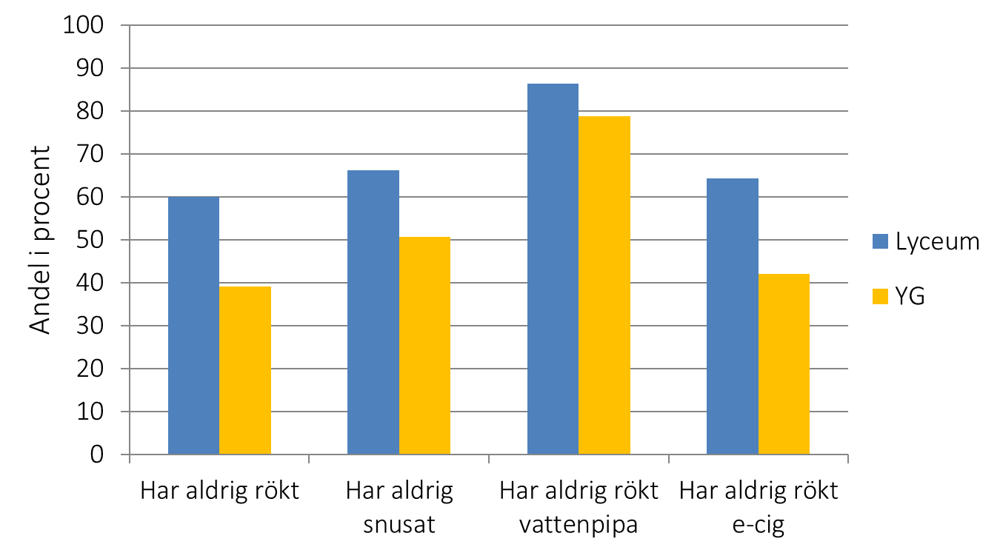 Andel i procent
100
90
80
70
60
50
40
30
20
10
0
Har aldrig rökt
Har aldrig
snusat
Har aldrig rökt
vattenpipa
Har aldrig rökt
e-cig
Lyceum
YG